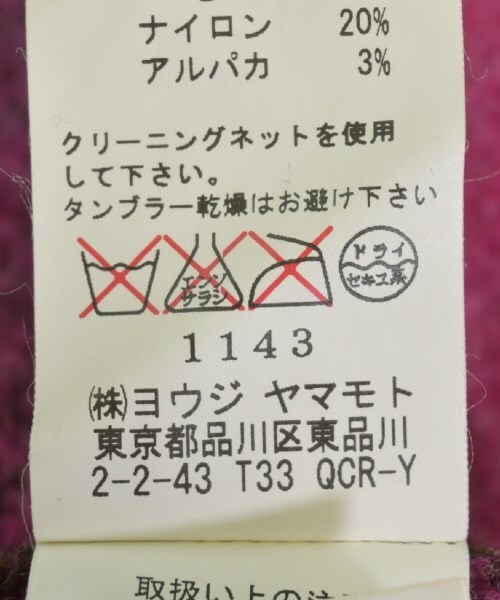 ナイロン 20%
アルパカ 3%
クリーニングネットを使用
して下さい。
タンブラー乾燥はお避け下さい
エンソ
サラシ
ドライ
セキユ系
1143
㈱ヨウジ ヤマモト
東京都品川区東品川
2-2-43 T33 QCR-Y
取扱い上の注